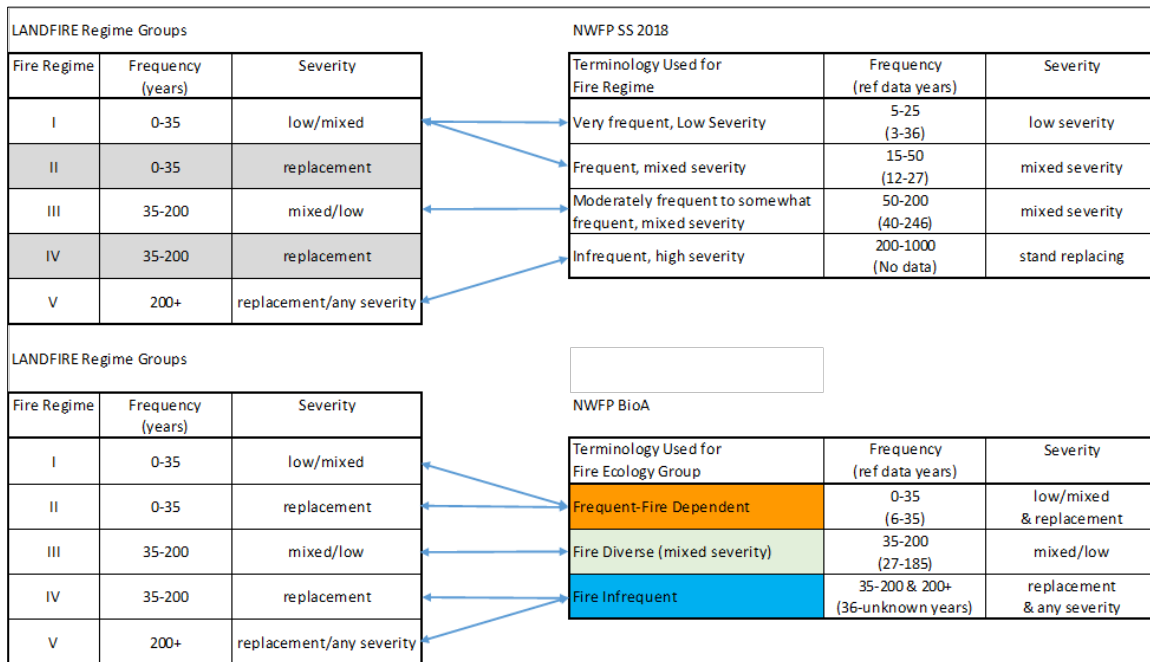 LANDFIRE Regime Groups
Fire Regime Frequency (years) Severity
I 0-35 low/mixed
II 0-35 replacement
III 35-200 mixed/low
IV 35-200 replacement
V 200+ replacement/any severity
NWFP SS 2018
Terminology Used for Fire Regime Frequency (ref data years) Severity
Very frequent, Low Severity 5-25 (3-36) low severity
Frequent, mixed severity 15-50 (12-27) mixed severity
Moderately frequent to somewhat frequent, mixed severity 50-200 (40-246) mixed severity
Infrequent, high severity 200-1000 (No data) stand replacing
LANDFIRE Regime Groups
Fire Regime Frequency (years) Severity
I 0-35 low/mixed
II 0-35 replacement
III 35-200 mixed/low
IV 35-200 replacement
V 200+ replacement/any severity
NWFP BioA
Terminology Used for Fire Ecology Group Frequency (ref data years) Severity
Frequent-Fire Dependent 0-35 (6-35) low/mixed & replacement
Fire Diverse (mixed severity) 35-200 (27-185) mixed/low
Fire Infrequent 35-200 & 200+ (36-unknown years) replacement & any severity